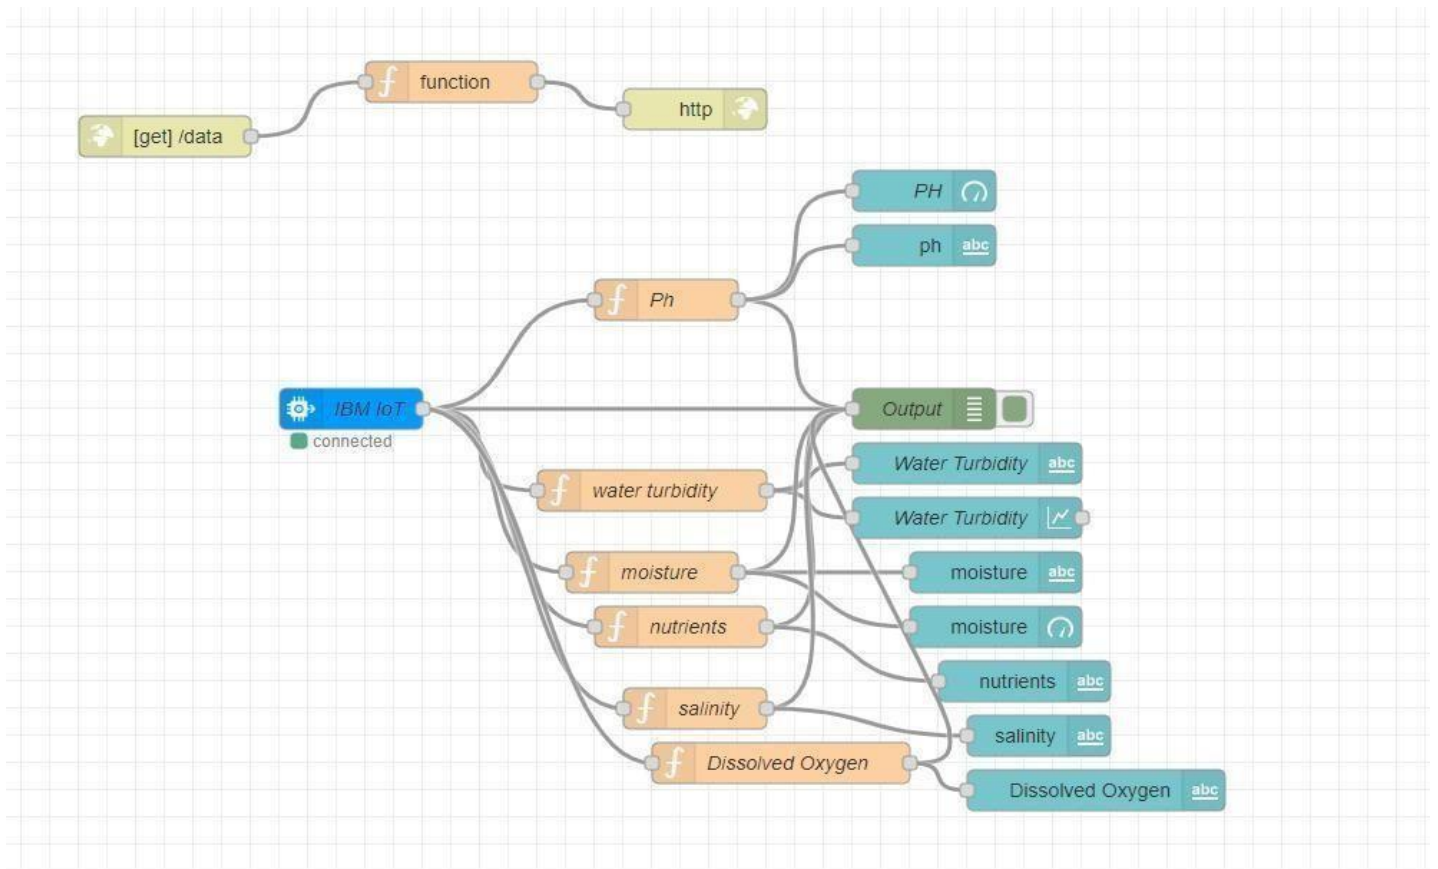 function
http
[get] /data
PH
ph abc
Ph
IBM IoT
connected
Output
Water Turbidity abc
water turbidity
Water Turbidity
moisture
moisture abc
nutrients
moisture
nutrients abc
salinity
salinity abc
Dissolved Oxygen
Dissolved Oxygen abc